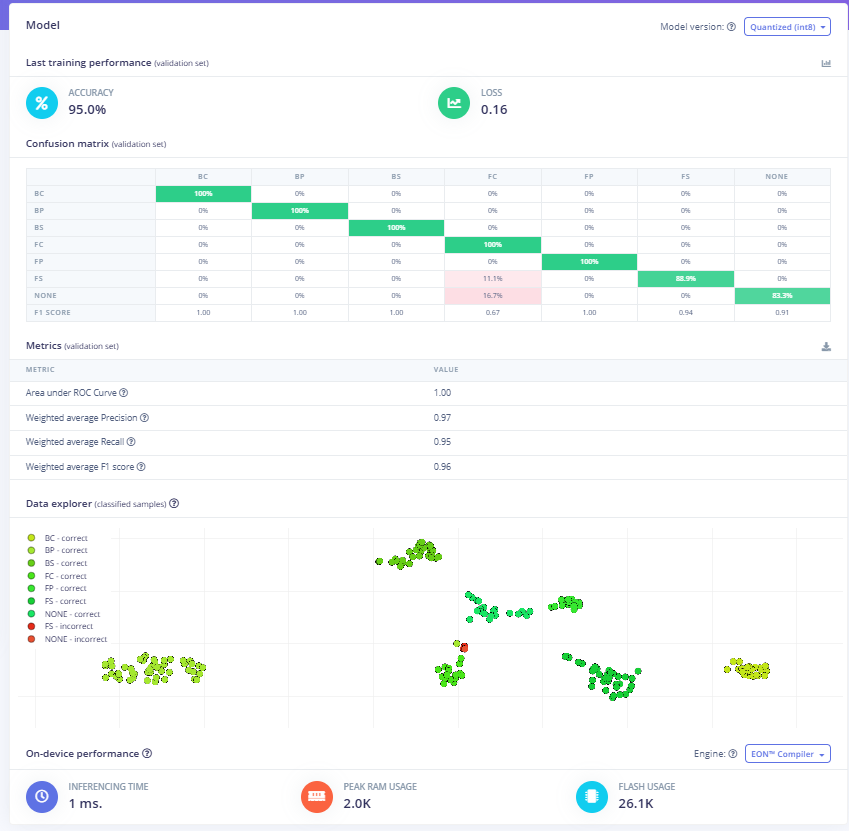 Model
Model version: Quantized (int8)
Last training performance (validation set)
ACCURACY
95.0%
LOSS
0.16
Confusion matrix (validation set)
BC BP BS FC FP FS NONE
BC 100% 0% 0% 0% 0% 0% 0%
BP 0% 100% 0% 0% 0% 0% 0%
BS 0% 0% 100% 0% 0% 0% 0%
FC 0% 0% 0% 100% 0% 0% 0%
FP 0% 0% 0% 0% 100% 0% 0%
FS 0% 0% 0% 11.1% 0% 88.9% 0%
NONE 0% 0% 0% 16.7% 0% 0% 83.3%
F1 SCORE 1.00 1.00 1.00 0.67 1.00 0.94 0.91
Metrics (validation set)
METRIC VALUE
Area under ROC Curve 1.00
Weighted average Precision 0.97
Weighted average Recall 0.95
Weighted average F1 score 0.96
Data explorer (classified samples)
BC - correct
BP - correct
BS - correct
FC - correct
FP - correct
FS - correct
NONE - correct
FS - incorrect
NONE - incorrect
On-device performance
Engine: EON™ Compiler
INFERENCING TIME
1 ms.
PEAK RAM USAGE
2.0K
FLASH USAGE
26.1K